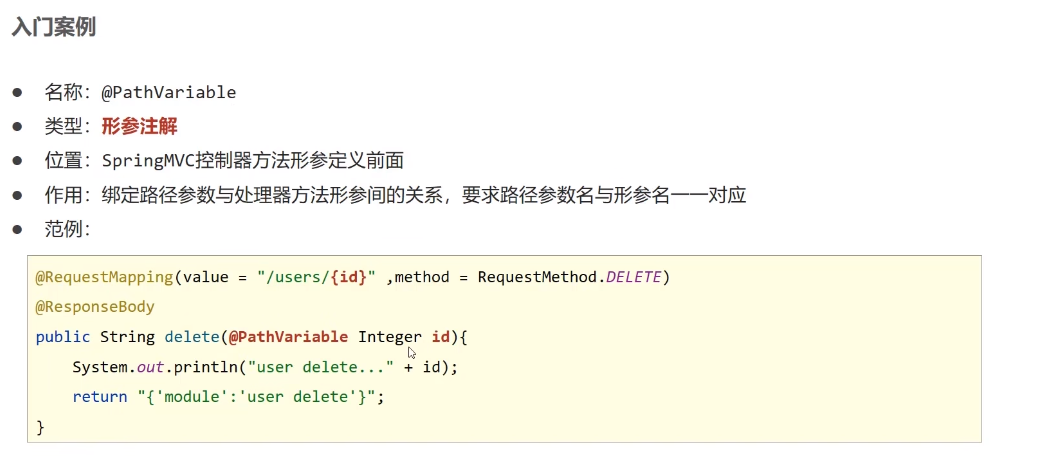 入门案例
● 名称：@PathVariable
● 类型：形参注解
● 位置：SpringMVC控制器方法形参定义前面
● 作用：绑定路径参数与处理器方法形参间的关系，要求路径参数名与形参名一一对应
● 范例：
@RequestMapping(value = "/users/{id}" ,method = RequestMethod.DELETE)
@ResponseBody
public String delete(@PathVariable Integer id){
    System.out.println("user delete..." + id);
    return "{'module':'user delete'}";
}